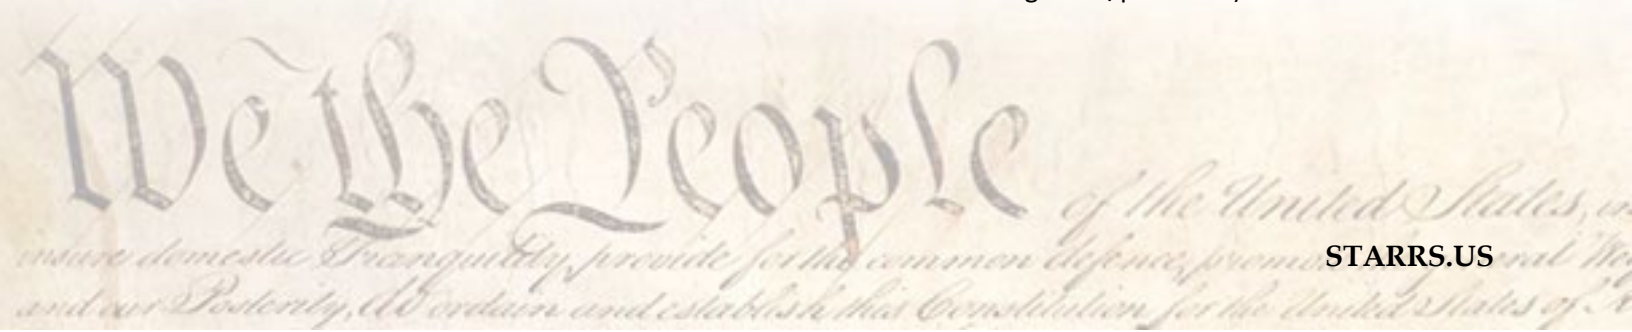 We the People of the United States,
insure domestic Tranquility, provide for the common defence, promo
STARRS.US
and our Posterity, do ordain and establish this Constitution for the United States of